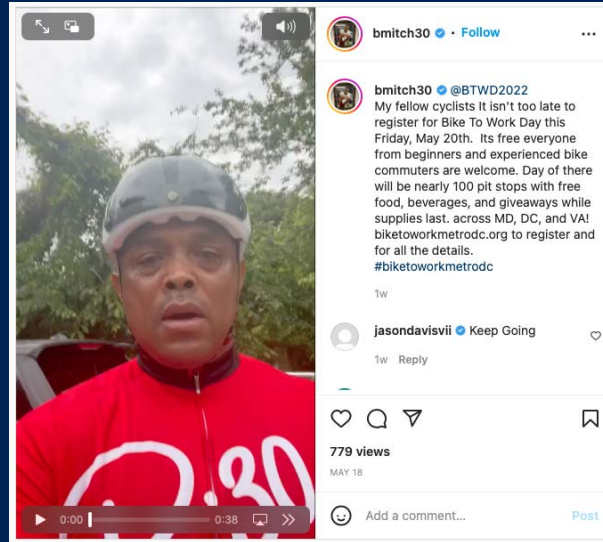 bmitch30 • Follow
bmitch30 @BTWD2022
My fellow cyclists It isn't too late to
register for Bike To Work Day this
Friday, May 20th. Its free everyone
from beginners and experienced bike
commuters are welcome. Day of there
will be nearly 100 pit stops with free
food, beverages, and giveaways while
supplies last. across MD, DC, and VA!
biketoworkmetrodc.org to register and
for all the details.
#biketoworkmetrodc
1w
jasondavisvii Keep Going
1w Reply
779 views
MAY 18
Add a comment... Post
30
0:00 0:38